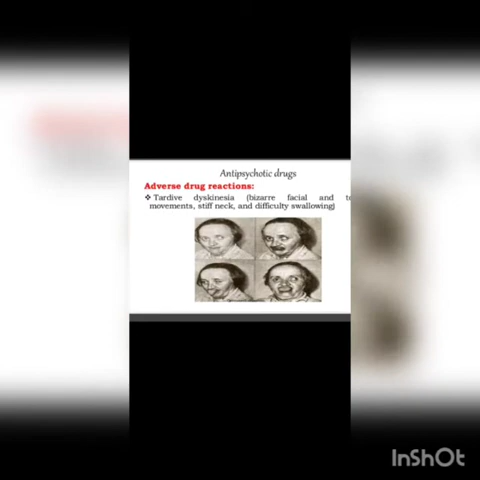 Antipsychotic drugs
Adverse drug reactions:
❖ Tardive dyskinesia (bizarre facial and
movements, stiff neck, and difficulty swallowing)
InShOt